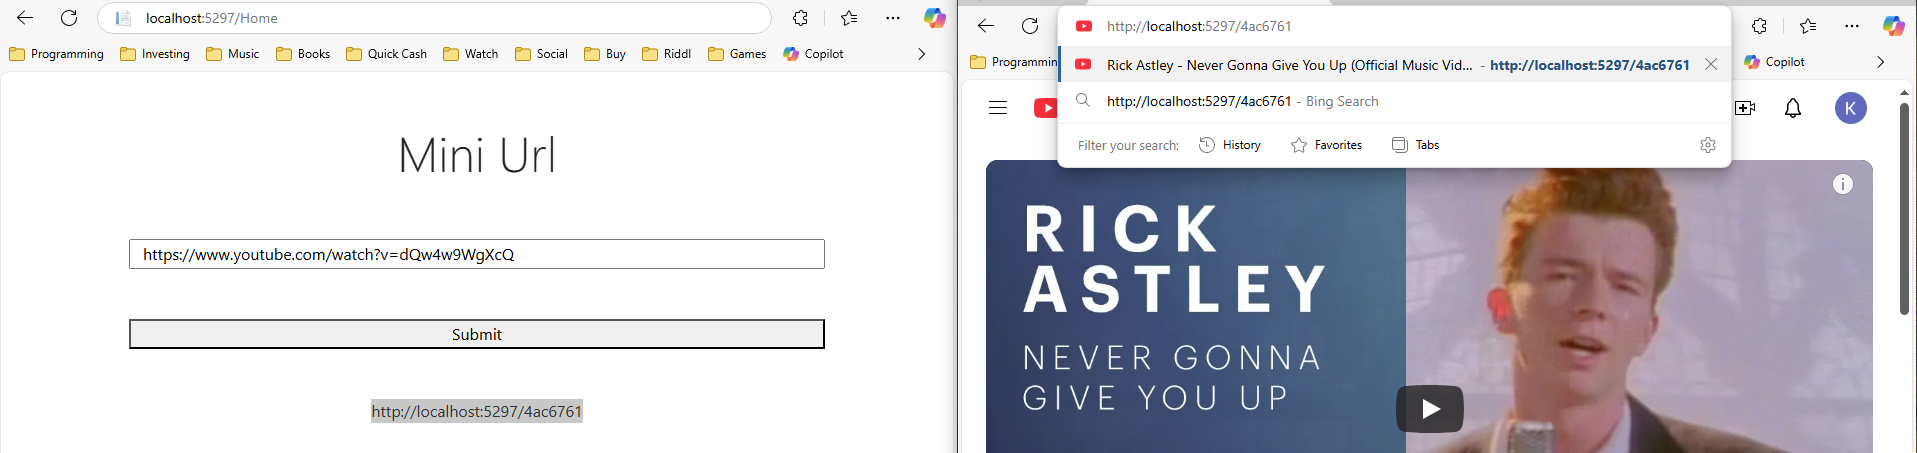 localhost:5297/Home
Programming Investing Music Books Quick Cash Watch Social Buy Riddl Games Copilot
Mini Url
https://www.youtube.com/watch?v=dQw4w9WgXcQ
Submit
http://localhost:5297/4ac6761
http://localhost:5297/4ac6761
Rick Astley - Never Gonna Give You Up (Official Music Vid... - http://localhost:5297/4ac6761
http://localhost:5297/4ac6761 - Bing Search
Filter your search: History Favorites Tabs
Programmin Copilot
K
RICK
ASTLEY
NEVER GONNA
GIVE YOU UP